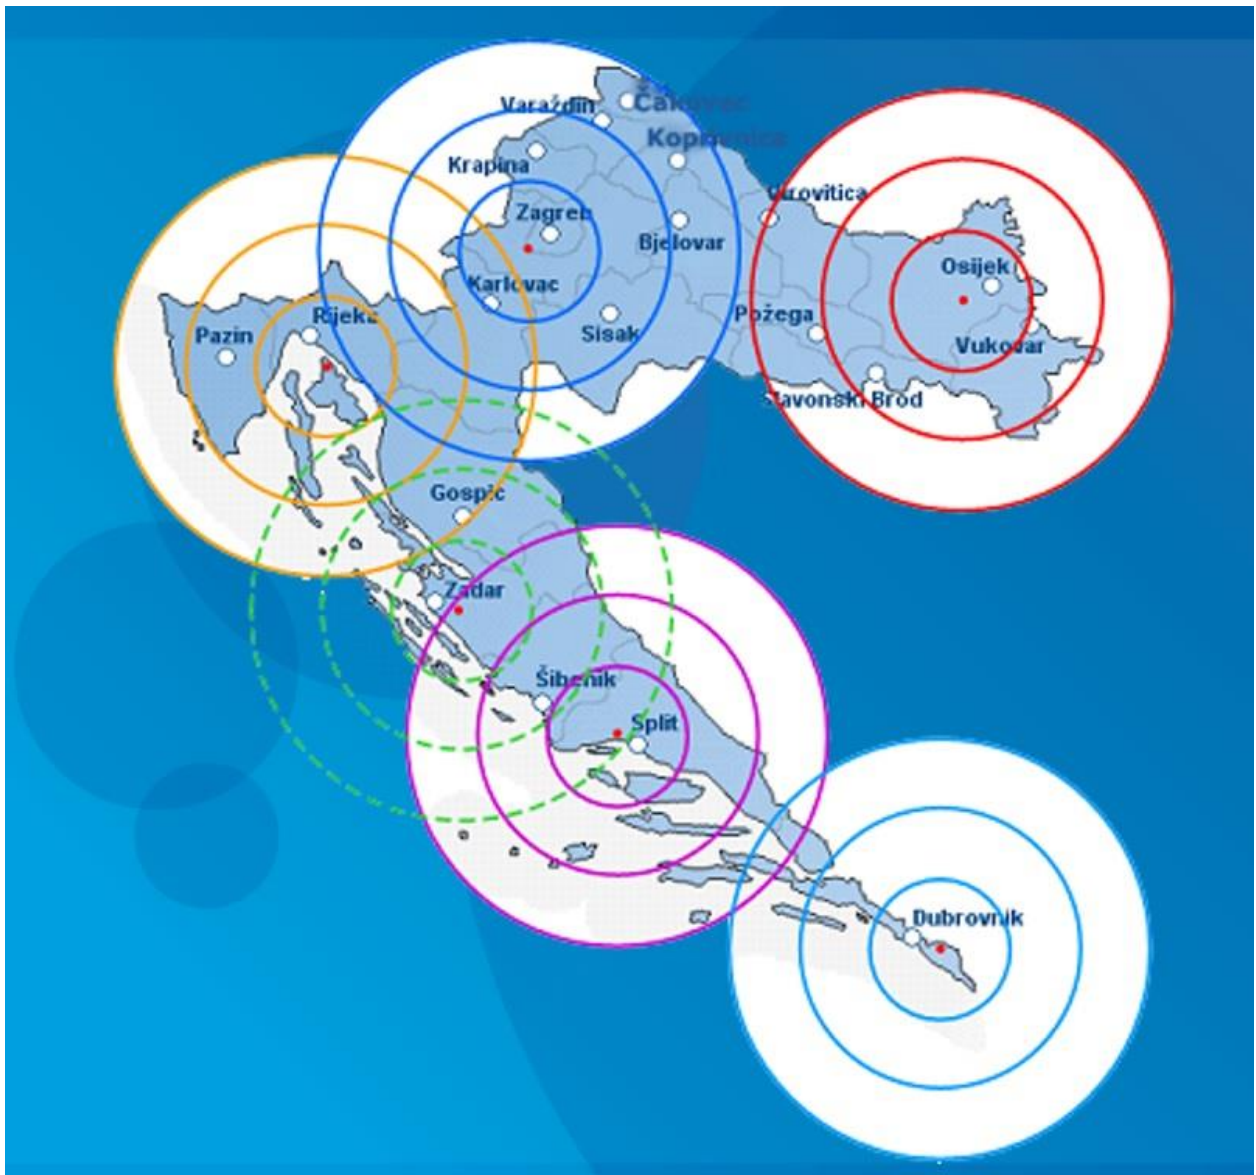 Varaždin
Čakovec
Koprivnica
Krapina
Virovitica
Zagreb
Bjelovar
Osijek
Karlovac
Rijeka
Požega
Pazin
Sisak
Vukovar
Slavonski Brod
Gospic
Zadar
Šibenik
Split
Dubrovnik